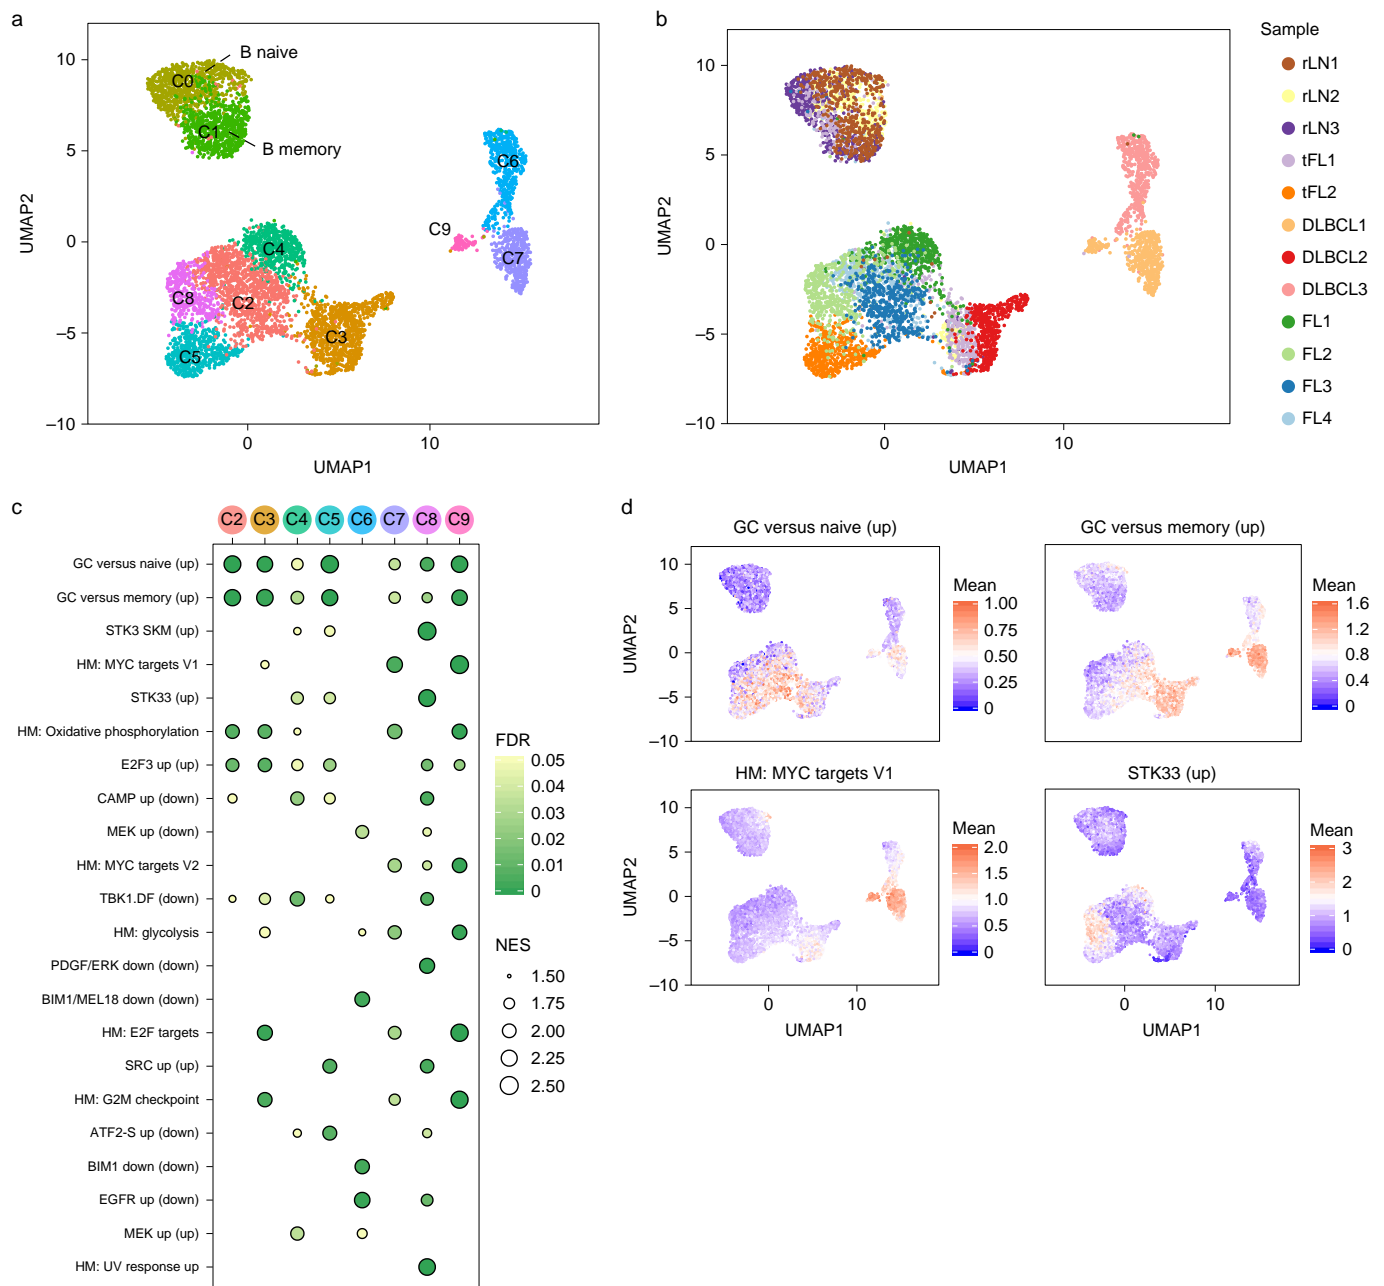 a
10
5
0
−5
−10
UMAP2
0
10
UMAP1
B naive
B memory
C0
C1
C6
C9
C7
C4
C8
C2
C3
C5
b
10
5
0
−5
−10
UMAP2
0
10
UMAP1
Sample
rLN1
rLN2
rLN3
tFL1
tFL2
DLBCL1
DLBCL2
DLBCL3
FL1
FL2
FL3
FL4
c
C2 C3 C4 C5 C6 C7 C8 C9
GC versus naive (up)
GC versus memory (up)
STK3 SKM (up)
HM: MYC targets V1
STK33 (up)
HM: Oxidative phosphorylation
E2F3 up (up)
CAMP up (down)
MEK up (down)
HM: MYC targets V2
TBK1.DF (down)
HM: glycolysis
PDGF/ERK down (down)
BIM1/MEL18 down (down)
HM: E2F targets
SRC up (up)
HM: G2M checkpoint
ATF2-S up (down)
BIM1 down (down)
EGFR up (down)
MEK up (up)
HM: UV response up
FDR
0.05
0.04
0.03
0.02
0.01
0
NES
1.50
1.75
2.00
2.25
2.50
d
GC versus naive (up)
10
5
0
−5
−10
UMAP2
Mean
1.00
0.75
0.50
0.25
0
GC versus memory (up)
Mean
1.6
1.2
0.8
0.4
0
HM: MYC targets V1
10
5
0
−5
−10
UMAP2
0
10
UMAP1
Mean
2.0
1.5
1.0
0.5
0
STK33 (up)
0
10
UMAP1
Mean
3
2
1
0